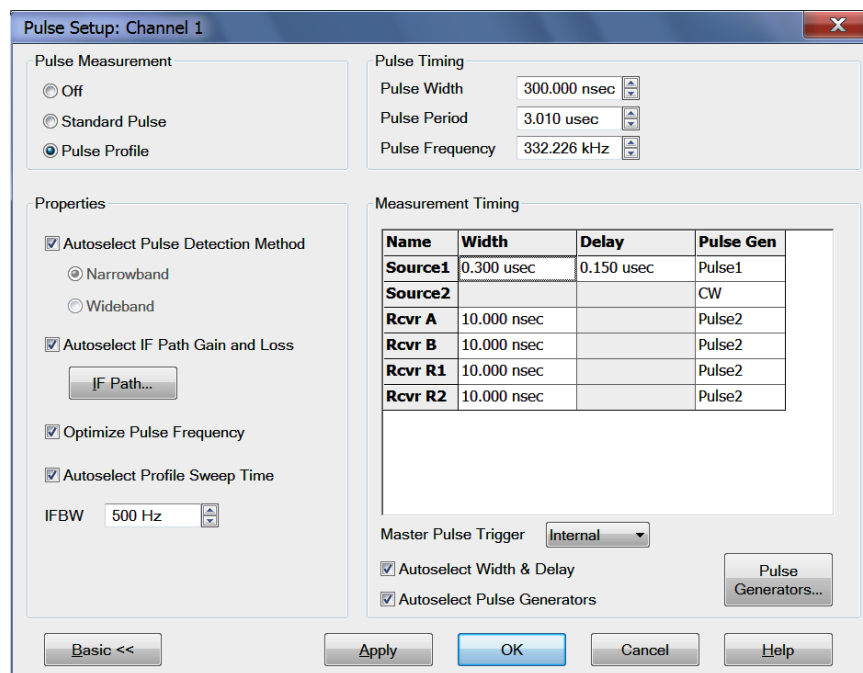 Pulse Setup: Channel 1
X
Pulse Measurement
Off
Standard Pulse
Pulse Profile
Pulse Timing
Pulse Width 300.000 nsec
Pulse Period 3.010 usec
Pulse Frequency 332.226 kHz
Properties
Autoselect Pulse Detection Method
Narrowband
Wideband
Autoselect IF Path Gain and Loss
IF Path...
Optimize Pulse Frequency
Autoselect Profile Sweep Time
IFBW 500 Hz
Measurement Timing
Name Width Delay Pulse Gen
Source1 0.300 usec 0.150 usec Pulse1
Source2 CW
Rcvr A 10.000 nsec Pulse2
Rcvr B 10.000 nsec Pulse2
Rcvr R1 10.000 nsec Pulse2
Rcvr R2 10.000 nsec Pulse2
Master Pulse Trigger Internal
Autoselect Width & Delay
Autoselect Pulse Generators
Pulse
Generators...
Basic << Apply OK Cancel Help